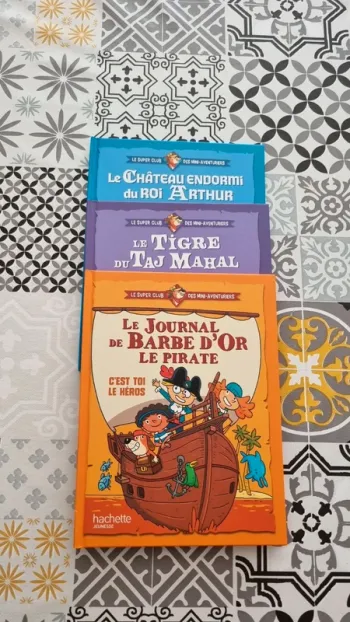 LE SUPER CLUB DES MINI-AVENTURIERS
LE CHÂTEAU ENDORMI
DU ROI ARTHUR
LE SUPER CLUB DES MINI-AVENTURIERS
LE TIGRE
DU TAJ MAHAL
LE SUPER CLUB DES MINI-AVENTURIERS
LE JOURNAL
DE BARBE D'OR
LE PIRATE
C'EST TOI
LE HÉROS
hachette
JEUNESSE